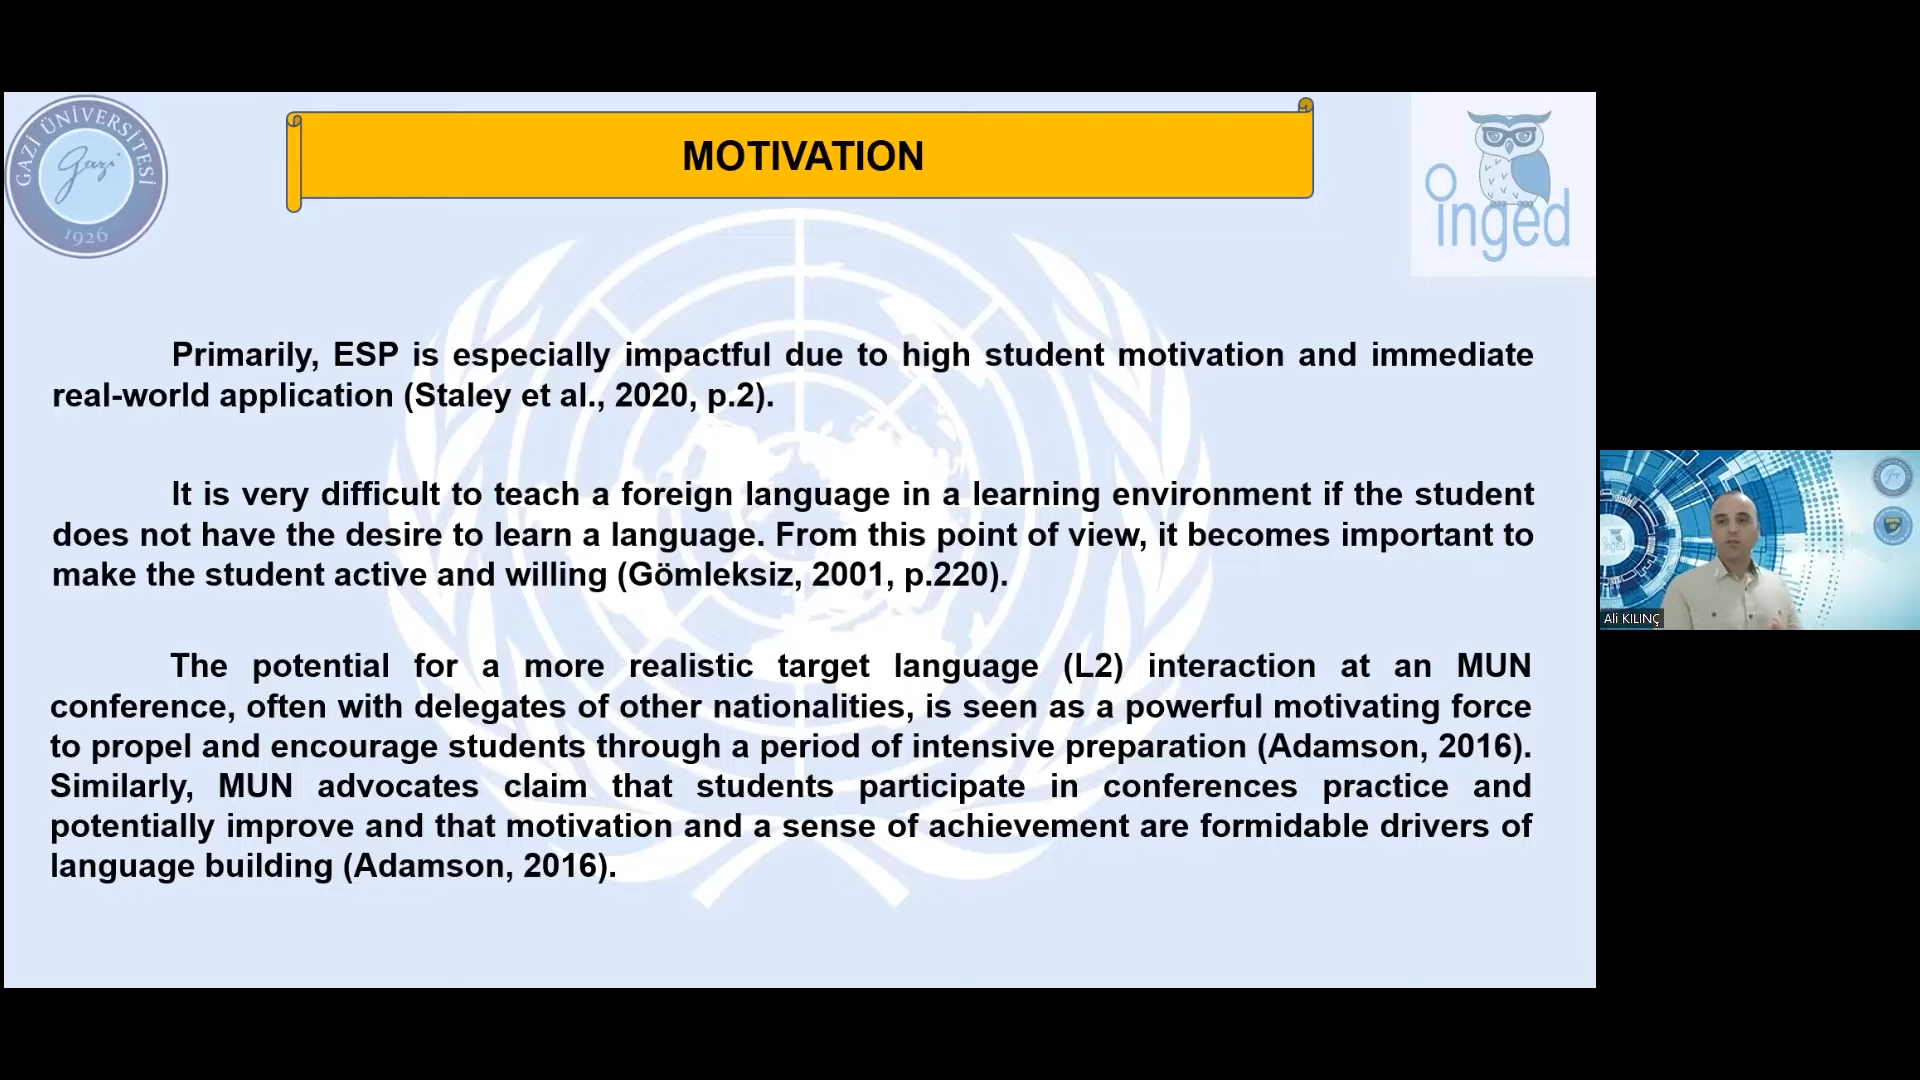 GAZİ ÜNİVERSİTESİ
Gazi
1926
MOTIVATION
inged
Primarily, ESP is especially impactful due to high student motivation and immediate
real-world application (Staley et al., 2020, p.2).
It is very difficult to teach a foreign language in a learning environment if the student
does not have the desire to learn a language. From this point of view, it becomes important to
make the student active and willing (Gömleksiz, 2001, p.220).
The potential for a more realistic target language (L2) interaction at an MUN
conference, often with delegates of other nationalities, is seen as a powerful motivating force
to propel and encourage students through a period of intensive preparation (Adamson, 2016).
Similarly, MUN advocates claim that students participate in conferences practice and
potentially improve and that motivation and a sense of achievement are formidable drivers of
language building (Adamson, 2016).
Ali KILINÇ